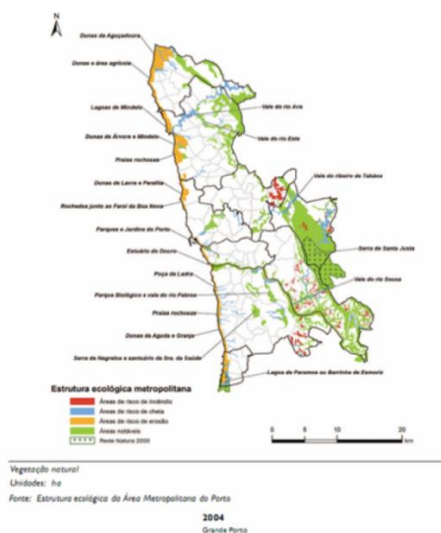 N
Dunas da Aguçadoura
Dunas e área agrícola
Lagoas de Mindelo
Vale do rio Ave
Dunas de Árvore e Mindelo
Vale do rio Este
Praias rochosas
Vale do ribeiro de Tabãos
Dunas de Lavra e Perafita
Rochedos junto ao Farol da Boa Nova
Parques e Jardins do Porto
Serra de Santa Justa
Estuário do Douro
Poça da Ladra
Vale do rio Sousa
Parque Biológico e vale do rio Febros
Praias rochosas
Dunas da Aguda e Granja
Serra de Negrelos e santuário da Sra. da Saúde
Lagoa de Paramos ou Barrinha de Esmoriz
Estrutura ecológica metropolitana
Áreas de risco de incêndio
Áreas de risco de cheia
Áreas de risco de erosão
Áreas notáveis
Rede Natura 2000
0 10 20
km
Vegetação natural
Unidades: ha
Fonte: Estrutura ecológica da Área Metropolitana do Porto
2004
Grande Porto